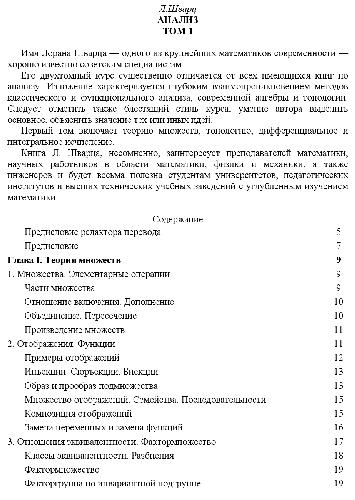 Л.Шварц
АНАЛИЗ
ТОМ 1
Имя Лорана Шварца — одного из крупнейших математиков современности —
хорошо известно советским специалистам.
Его двухтомный курс существенно отличается от всех имеющихся книг по
анализу. Изложение характеризуется глубоким взаимопроникновением методов
классического и функционального анализа, современной алгебры и топологии.
Следует отметить также блестящий стиль курса, умение автора выделить
основное, объяснить значение тех или иных идей.
Первый том включает теорию множеств, топологию, дифференциальное и
интегральное исчисление.
Книга Л. Шварца, несомненно, заинтересует преподавателей математики,
научных работников в области математики, физики и механики, а также
инженеров и будет весьма полезна студентам университетов, педагогических
институтов и высших технических учебных заведений с углубленным изучением
математики.
Содержание
Предисловие редактора перевода 5
Предисловие 7
Глава I. Теория множеств 9
1. Множества. Элементарные операции 9
Части множества 9
Отношение включения. Дополнение 10
Объединение. Пересечение 10
Произведение множеств 11
2. Отображения. Функции 11
Примеры отображений 12
Инъекции. Сюръекции. Биекции 13
Образ и прообраз подмножества 13
Множество отображений. Семейства. Последовательности 15
Композиция отображений 15
Замена переменных и замена функций 16
3. Отношения эквивалентности. Фактормножество 17
Классы эквивалентности. Разбиения 18
Фактормножество 19
Факторгруппа по инвариантной подгруппе 19